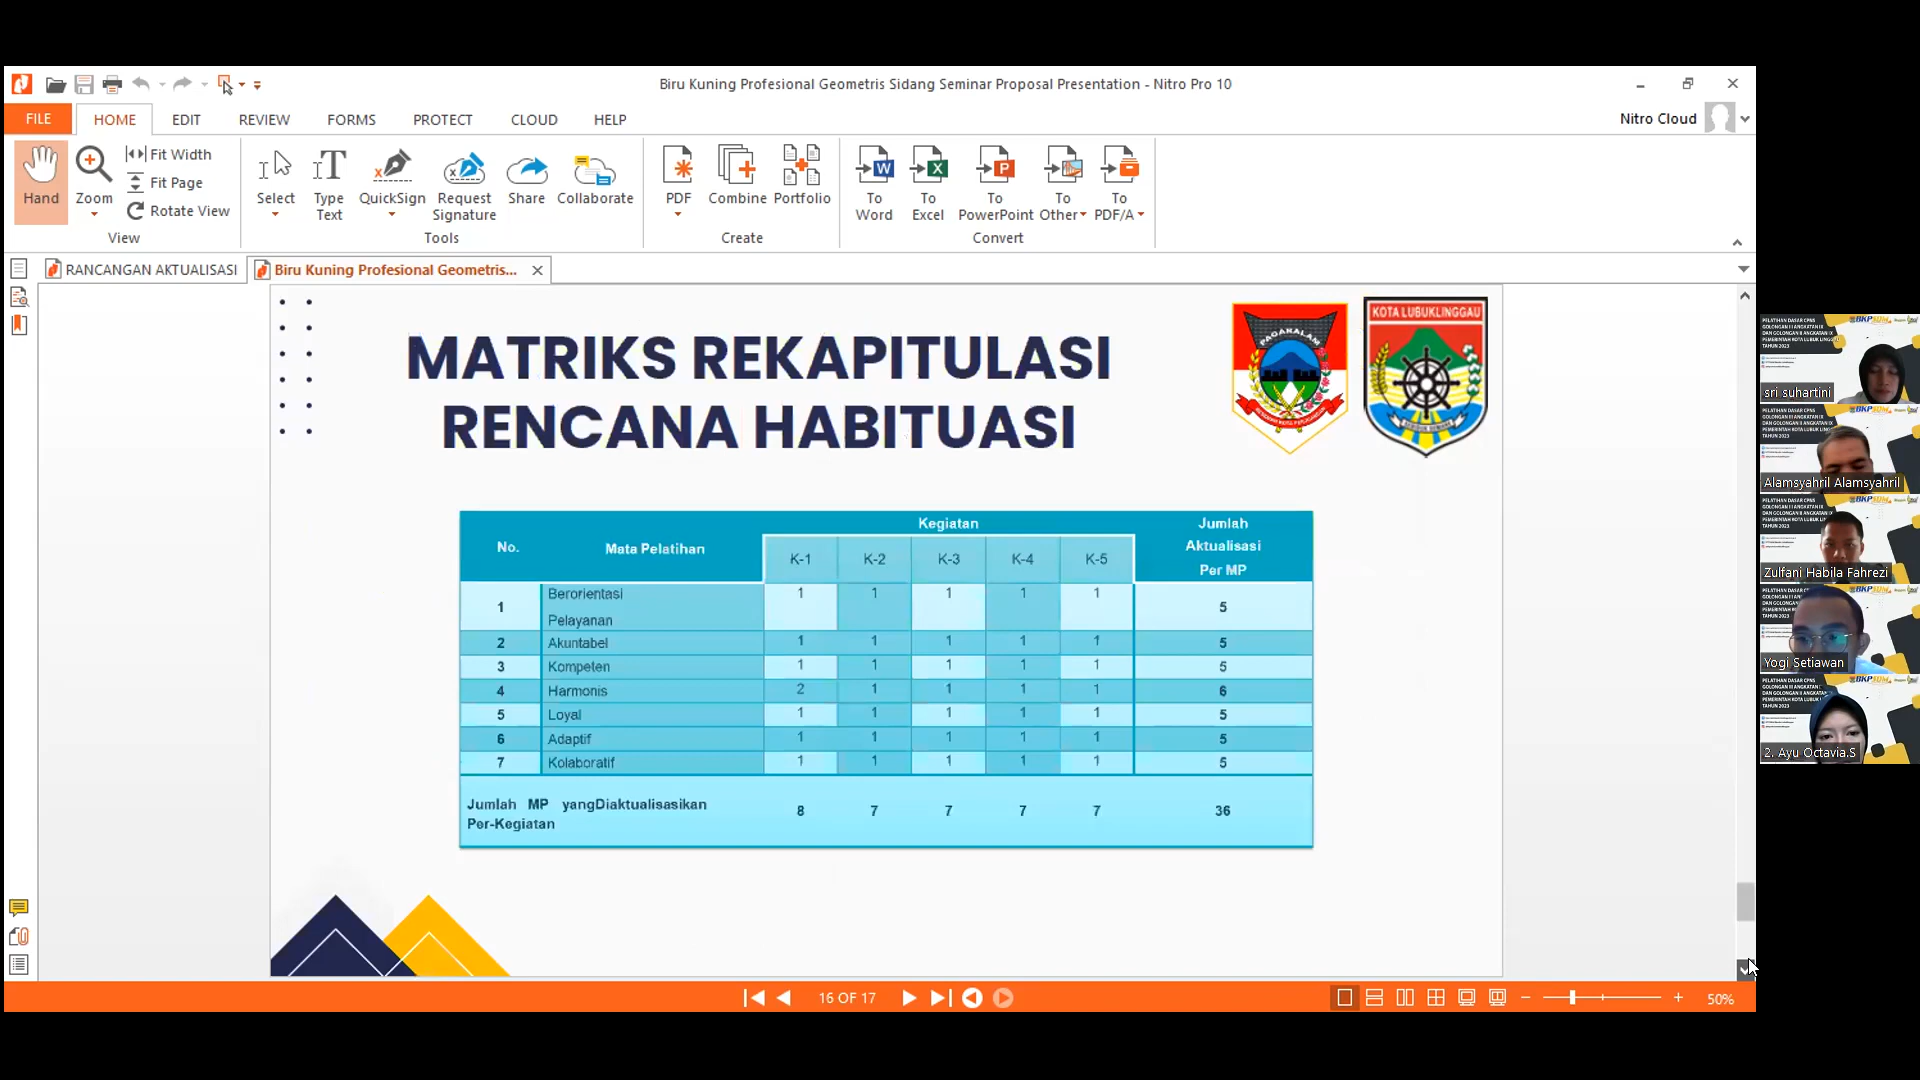 Biru Kuning Profesional Geometris Sidang Seminar Proposal Presentation - Nitro Pro 10
FILE HOME EDIT REVIEW FORMS PROTECT CLOUD HELP
Nitro Cloud
Hand
Zoom
Fit Width
Fit Page
Rotate View
View
Select
Type Text
QuickSign
Request Signature
Share
Collaborate
Tools
PDF
Combine
Portfolio
Create
To Word
To Excel
To PowerPoint
To Other
To PDF/A
Convert
RANCANGAN AKTUALISASI
Biru Kuning Profesional Geometris...
MATRIKS REKAPITULASI
RENCANA HABITUASI
PAGARALAM
KOTA LUBUKLINGGAU
No. Mata Pelatihan Kegiatan Jumlah Aktualisasi Per MP
K-1 K-2 K-3 K-4 K-5
1 Berorientasi Pelayanan 1 1 1 1 1 5
2 Akuntabel 1 1 1 1 1 5
3 Kompeten 1 1 1 1 1 5
4 Harmonis 2 1 1 1 1 6
5 Loyal 1 1 1 1 1 5
6 Adaptif 1 1 1 1 1 5
7 Kolaboratif 1 1 1 1 1 5
Jumlah MP yangDiaktualisasikan
Per-Kegiatan 8 7 7 7 7 36
16 OF 17
50%
sri suhartini
Alamsyahril Alamsyahril
Zulfani Habila Fahrezi
Yogi Setiawan
2. Ayu Octavia.S